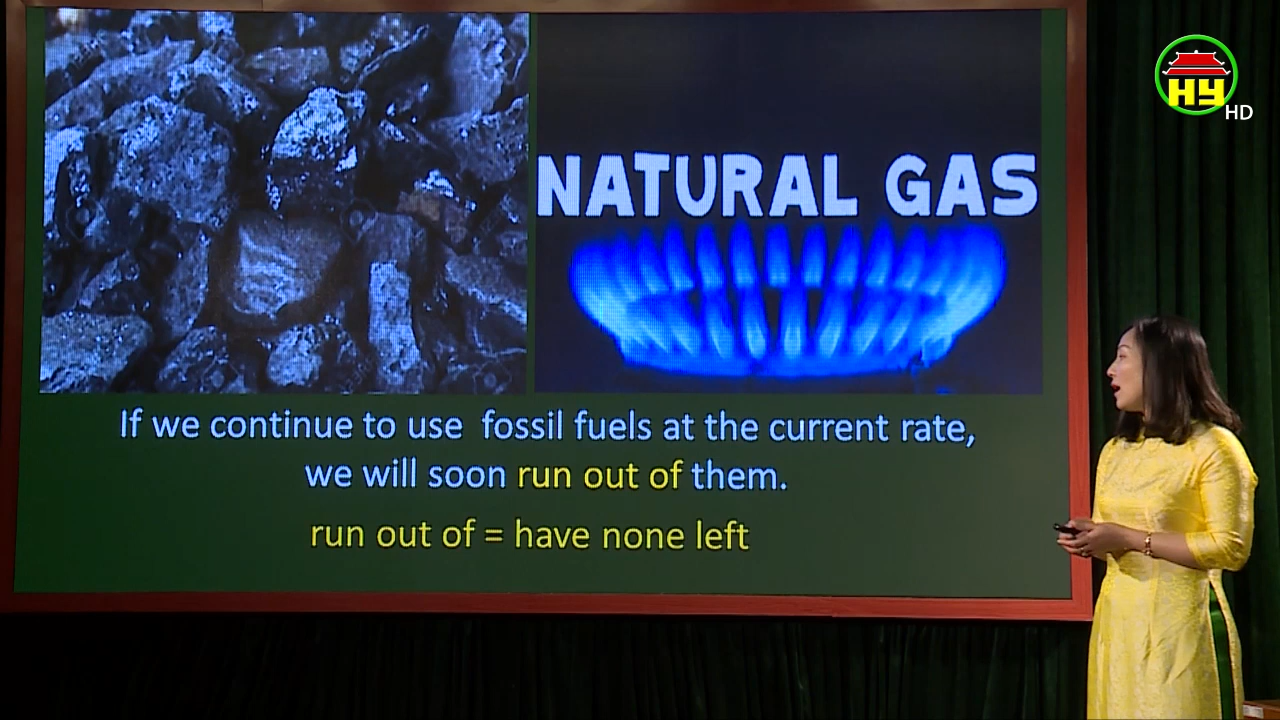 HY
HD
NATURAL GAS
If we continue to use fossil fuels at the current rate,
we will soon run out of them.
run out of = have none left